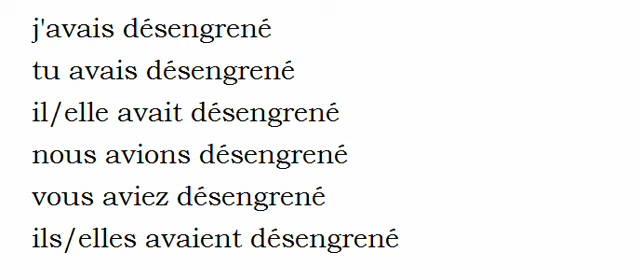 j'avais désengrené
tu avais désengrené
il/elle avait désengrené
nous avions désengrené
vous aviez désengrené
ils/elles avaient désengrené